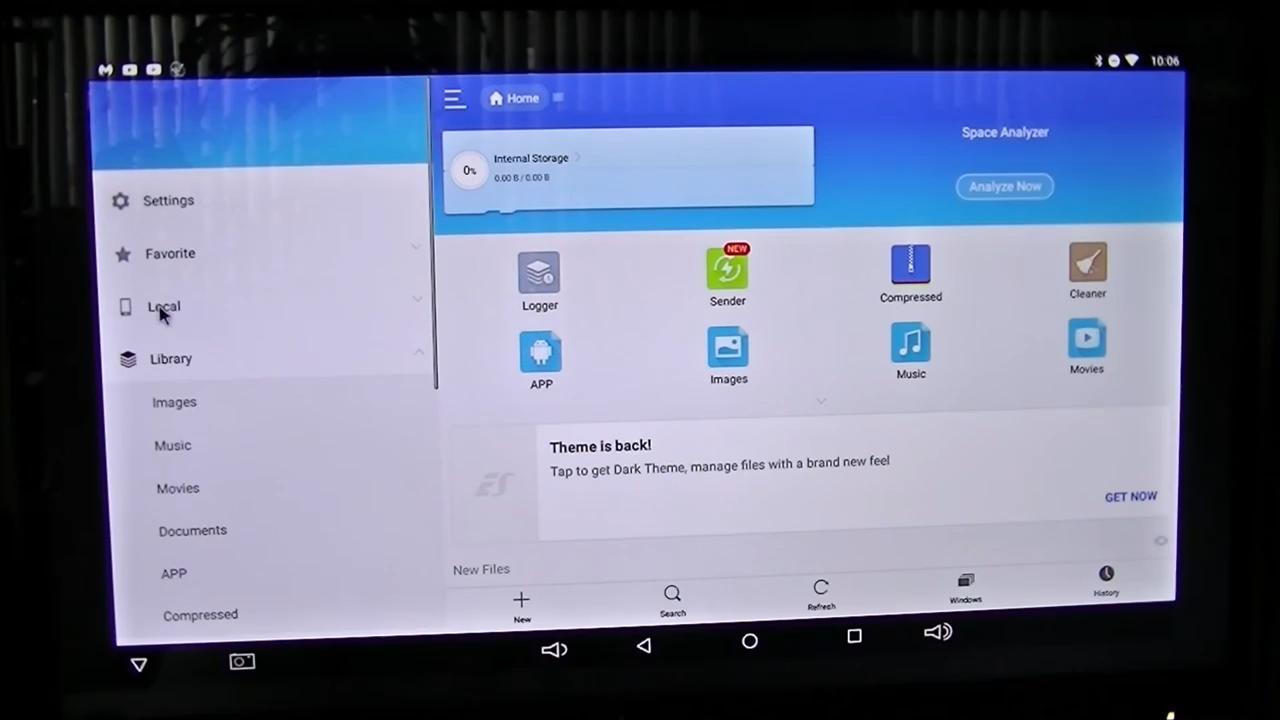 10:06
Settings
Favorite
Local
Library
Images
Music
Movies
Documents
APP
Compressed
Home
0%
Internal Storage
0.00 B / 0.00 B
Space Analyzer
Analyze Now
Logger
NEW
Sender
Compressed
Cleaner
APP
Images
Music
Movies
ES
Theme is back!
Tap to get Dark Theme, manage files with a brand new feel
GET NOW
New Files
New
Search
Refresh
Windows
History